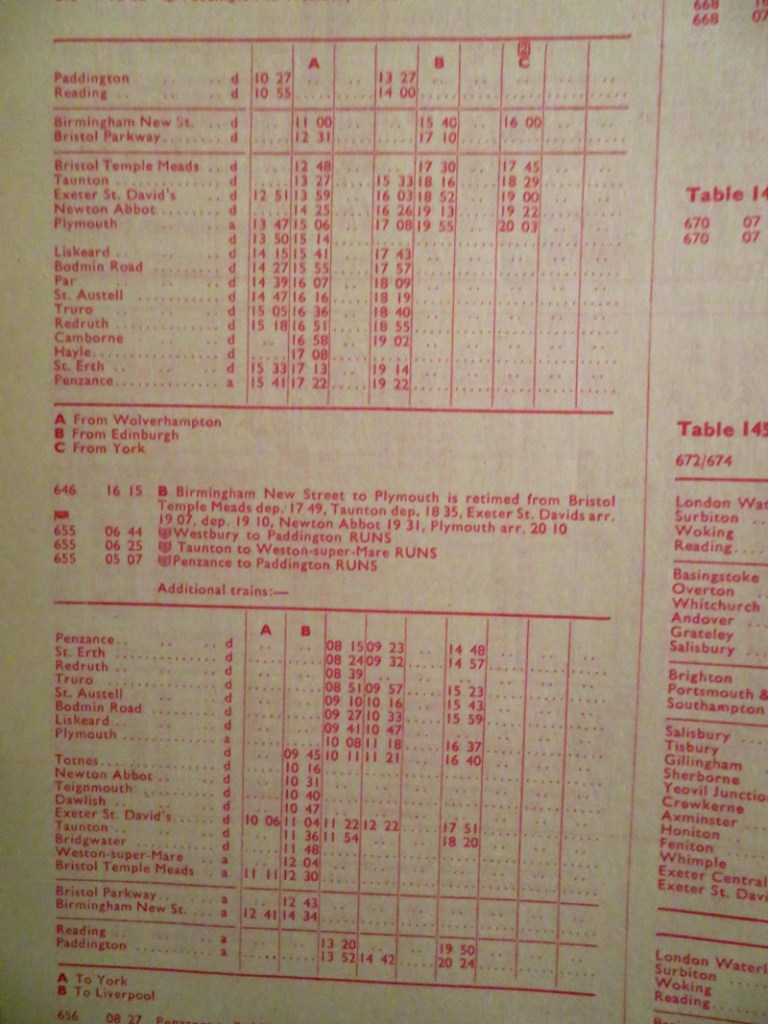 668
668 07
A B C
Paddington .. .. d 10 27 .. 13 27
Reading .. .. .. d 10 55 14 00
Birmingham New St. .. d 11 00 15 40 16 00
Bristol Parkway.. .. d 12 31 17 10
Bristol Temple Meads .. d 12 48 17 30 17 45
Taunton .. .. d 13 27 15 33 18 16 18 29
Exeter St. David's .. d 12 51 13 59 16 03 18 52 19 00
Newton Abbot.. .. d 14 25 16 26 19 13 19 22
Plymouth .. .. a 13 47 15 06 17 08 19 55 20 03
d 13 50 15 14
Liskeard .. .. d 14 15 15 41 17 43
Bodmin Road .. .. d 14 27 15 55 17 57
Par .. .. d 14 39 16 07 18 09
St. Austell .. .. d 14 47 16 16 18 19
Truro .. .. d 15 05 16 36 18 40
Redruth .. .. d 15 18 16 51 18 55
Camborne .. .. d 16 58 19 02
Hayle.. .. d 17 08
St. Erth .. .. d 15 33 17 13 19 14
Penzance.. .. a 15 41 17 22 19 22
A From Wolverhampton
B From Edinburgh
C From York
646 16 15 B Birmingham New Street to Plymouth is retimed from Bristol
Temple Meads dep. 17 49, Taunton dep. 18 35, Exeter St. Davids arr.
19 07, dep. 19 10, Newton Abbot 19 31, Plymouth arr. 20 10
655 06 44 Westbury to Paddington RUNS
655 06 25 Taunton to Weston-super-Mare RUNS
655 05 07 Penzance to Paddington RUNS
Additional trains:—
A B
Penzance.. .. d 08 15 09 23 14 48
St. Erth .. .. d 08 24 09 32 14 57
Redruth .. .. d 08 39
Truro .. .. d 08 51 09 57 15 23
St. Austell .. .. d 09 10 10 16 15 43
Bodmin Road .. .. d 09 27 10 33 15 59
Liskeard .. .. d 09 41 10 47
Plymouth .. .. a 10 08 11 18 16 37
d 09 45 10 11 11 21 16 40
Totnes.. .. d 10 16
Newton Abbot .. d 10 31
Teignmouth .. d 10 40
Dawlish .. .. d 10 47
Exeter St. David's.. d 10 06 11 04 11 22 12 22 17 51
Taunton .. .. d 11 36 11 54 18 20
Bridgwater .. d 11 48
Weston-super-Mare .. a 12 04
Bristol Temple Meads .. a 11 11 12 30
Bristol Parkway.. .. a 12 43
Birmingham New St. .. a 12 41 14 34
Reading .. .. a 13 20 19 50
Paddington .. .. a 13 52 14 42 20 24
A To York
B To Liverpool
656 08 27
Table 14
670 07
670 07
Table 145
672/674
London Wat
Surbiton
Woking
Reading
Basingstoke
Overton
Whitchurch
Andover
Grateley
Salisbury
Brighton
Portsmouth &
Southampton
Salisbury
Tisbury
Gillingham
Sherborne
Yeovil Junctio
Crewkerne
Axminster
Honiton
Feniton
Whimple
Exeter Central
Exeter St. Davi
London Waterl
Surbiton
Woking
Reading